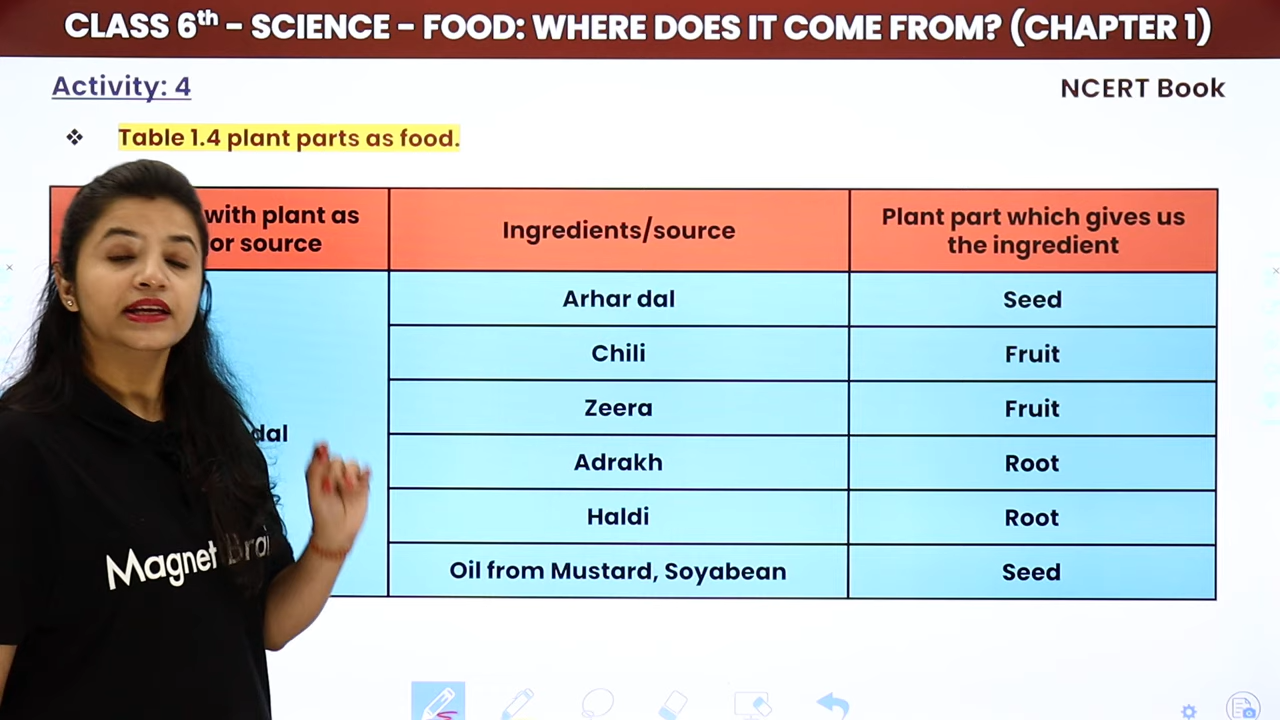 CLASS 6th - SCIENCE - FOOD: WHERE DOES IT COME FROM? (CHAPTER 1)
Activity: 4
NCERT Book
❖ Table 1.4 plant parts as food.
with plant as
or source
Ingredients/source
Plant part which gives us
the ingredient
Arhar dal
Seed
Chili
Fruit
Zeera
Fruit
dal
Adrakh
Root
Haldi
Root
Oil from Mustard, Soyabean
Seed
Magnet Brai